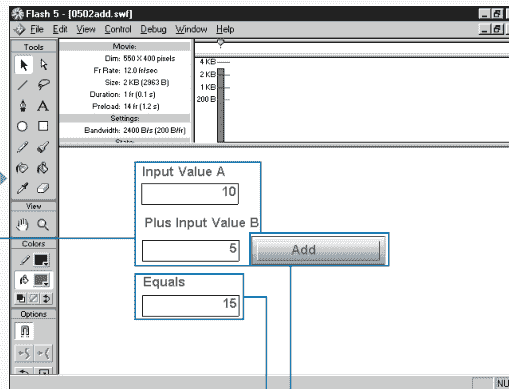 Flash 5 - [0502add.swf]
File Edit View Control Debug Window Help
Tools
Movie:
Dim: 550 X 400 pixels
Fr Rate: 12.0 fr/sec
Size: 2 KB (2963 B)
Duration: 1 fr (0.1 s)
Preload: 14 fr (1.2 s)
Settings:
Bandwidth: 2400 B/s (200 B/fr)
State:
4 KB
2 KB
1 KB
200 B
A
View
Colors
Options
Input Value A
10
Plus Input Value B
5
Add
Equals
15
NU